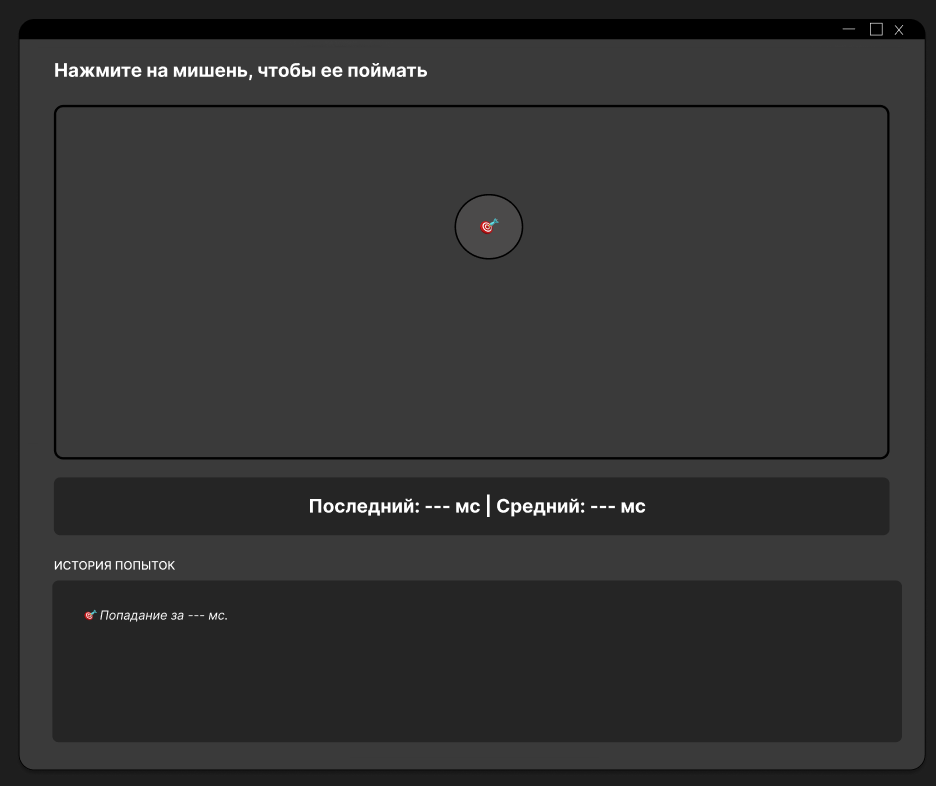 Нажмите на мишень, чтобы ее поймать
Последний: --- мс | Средний: --- мс
ИСТОРИЯ ПОПЫТОК
🎯 Попадание за --- мс.